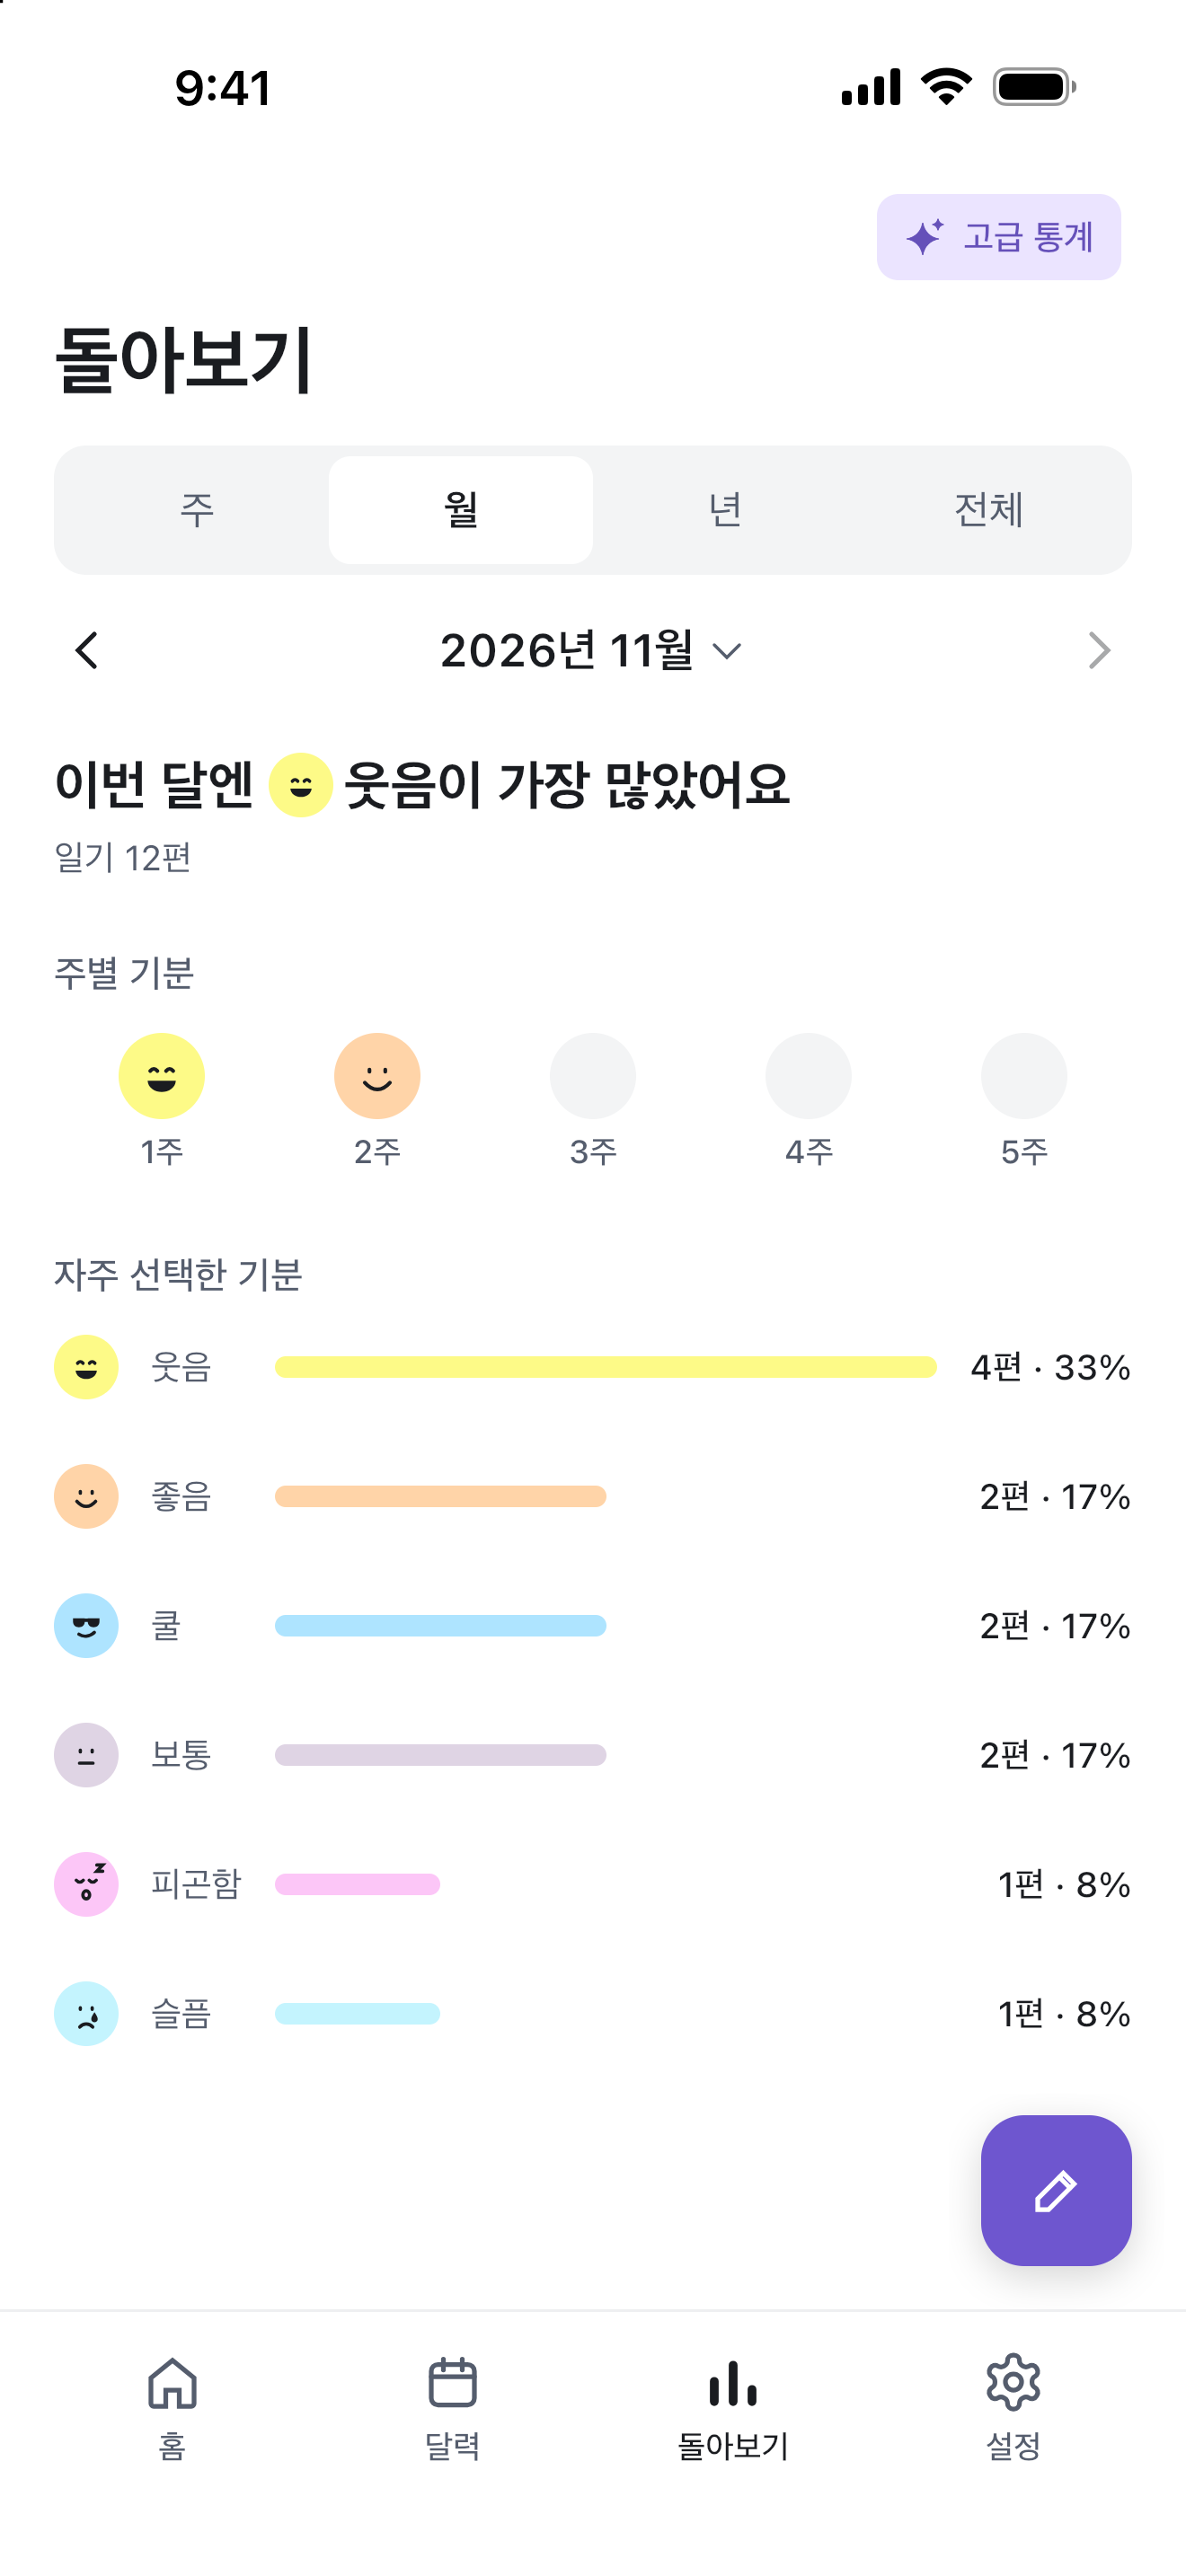 9:41
고급 통계
돌아보기
주 월 년 전체
2026년 11월
이번 달엔 웃음이 가장 많았어요
일기 12편
주별 기분
1주 2주 3주 4주 5주
자주 선택한 기분
웃음 4편 · 33%
좋음 2편 · 17%
쿨 2편 · 17%
보통 2편 · 17%
피곤함 1편 · 8%
슬픔 1편 · 8%
홈 달력 돌아보기 설정